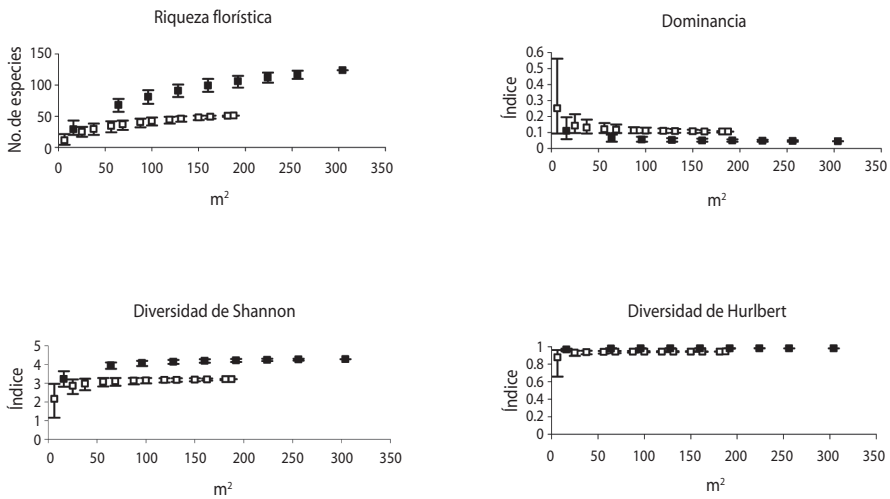 Riqueza florística
No. de especies
150
100
50
0
0 50 100 150 200 250 300 350
m²
Dominancia
Índice
0.6
0.5
0.4
0.3
0.2
0.1
0
0 50 100 150 200 250 300 350
m²
Diversidad de Shannon
Índice
5
4
3
2
1
0
0 50 100 150 200 250 300 350
m²
Diversidad de Hurlbert
Índice
1
0.8
0.6
0.4
0.2
0
0 50 100 150 200 250 300 350
m²